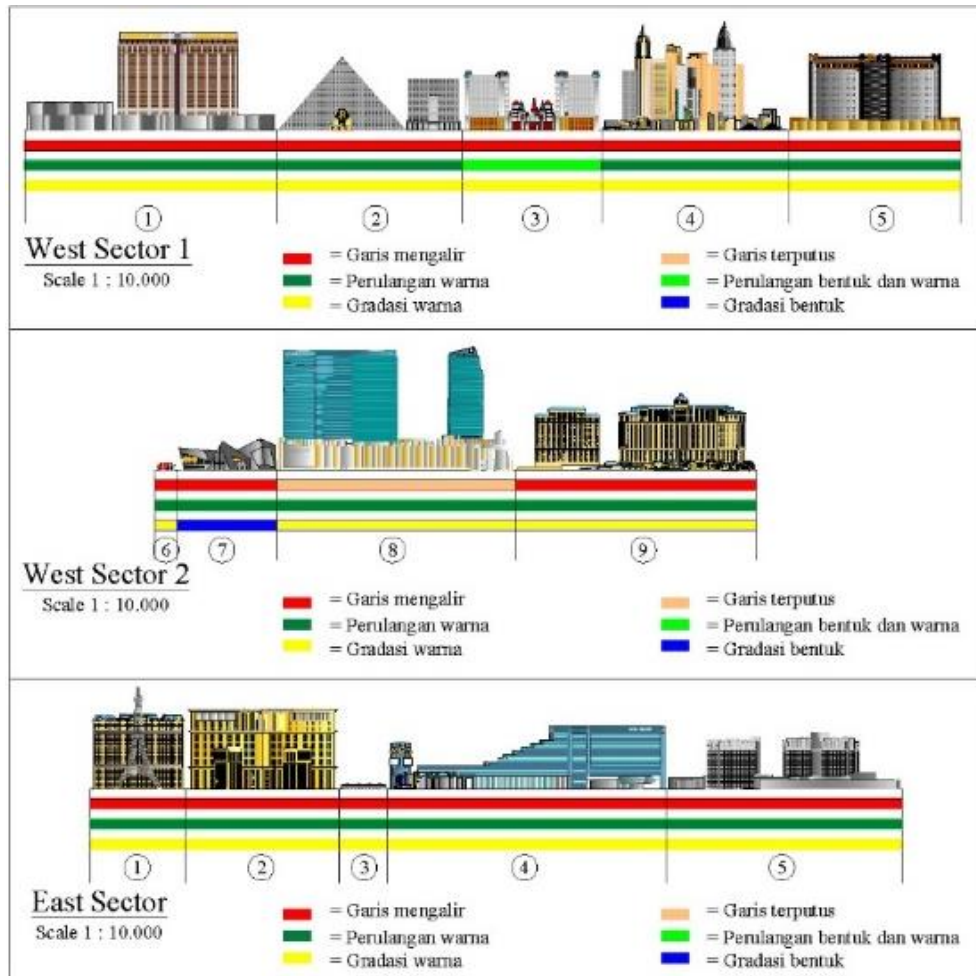 ① ② ③ ④ ⑤
West Sector 1
Scale 1 : 10.000
= Garis mengalir
= Perulangan warna
= Gradasi warna
= Garis terputus
= Perulangan bentuk dan warna
= Gradasi bentuk
⑥ ⑦ ⑧ ⑨
West Sector 2
Scale 1 : 10.000
= Garis mengalir
= Perulangan warna
= Gradasi warna
= Garis terputus
= Perulangan bentuk dan warna
= Gradasi bentuk
① ② ③ ④ ⑤
East Sector
Scale 1 : 10.000
= Garis mengalir
= Perulangan warna
= Gradasi warna
= Garis terputus
= Perulangan bentuk dan warna
= Gradasi bentuk